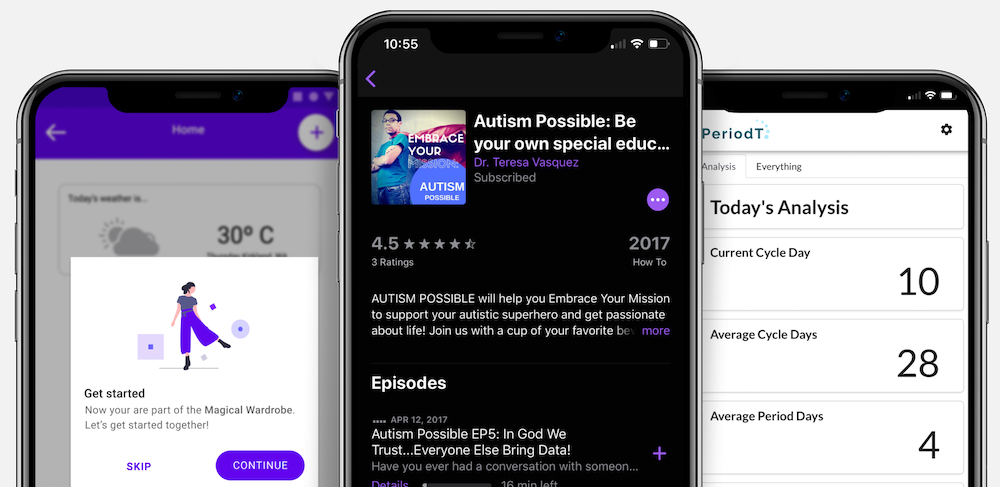 Home
Today's weather is...
30º C
Thursday Kirkland, WA
Get started
Now your are part of the Magical Wardrobe.
Let's get started together!
SKIP
CONTINUE
10:55
EMBRACE
YOUR
MISSION:
AUTISM
POSSIBLE
Autism Possible: Be
your own special educ...
Dr. Teresa Vasquez
Subscribed
4.5
3 Ratings
2017
How To
AUTISM POSSIBLE will help you Embrace Your Mission
to support your autistic superhero and get passionate
about life! Join us with a cup of your favorite bev
more
Episodes
APR 12, 2017
Autism Possible EP5: In God We
Trust...Everyone Else Bring Data!
Have you ever had a conversation with someon...
Details
16 min left
PeriodT
Analysis
Everything
Today's Analysis
Current Cycle Day
10
Average Cycle Days
28
Average Period Days
4